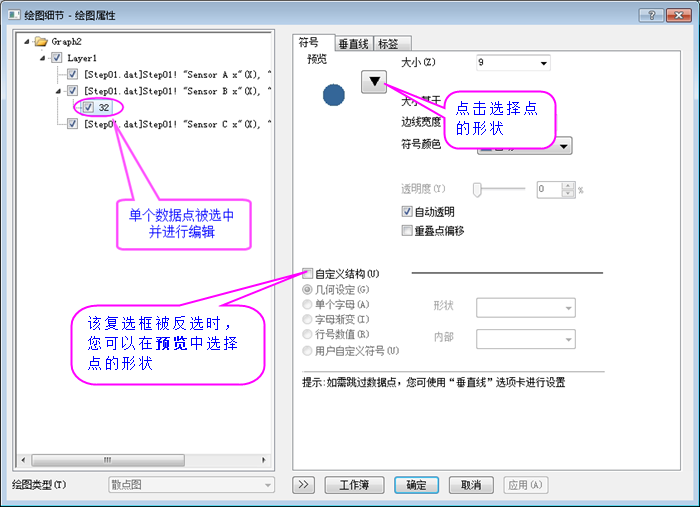 绘图细节 - 绘图属性
Graph2
Layer1
[Step01.dat]Step01! "Sensor A x"(X), "
[Step01.dat]Step01! "Sensor B x"(X), "
32
[Step01.dat]Step01! "Sensor C x"(X), "
单个数据点被选中
并进行编辑
符号
垂直线
标签
预览
大小(Z)
9
大小基于
点击选择点
的形状
边线宽度
符号颜色
透明度(Y)
0
%
自动透明
重叠点偏移
自定义结构(U)
几何设定(G)
单个字母(A)
字母渐变(I)
行号数值(R)
用户自定义符号(U)
形状
内部
该复选框被反选时,
您可以在预览中选择
点的形状
提示:如需跳过数据点, 您可使用“垂直线”选项卡进行设置
绘图类型(T)
散点图
>>
工作簿
确定
取消
应用(A)